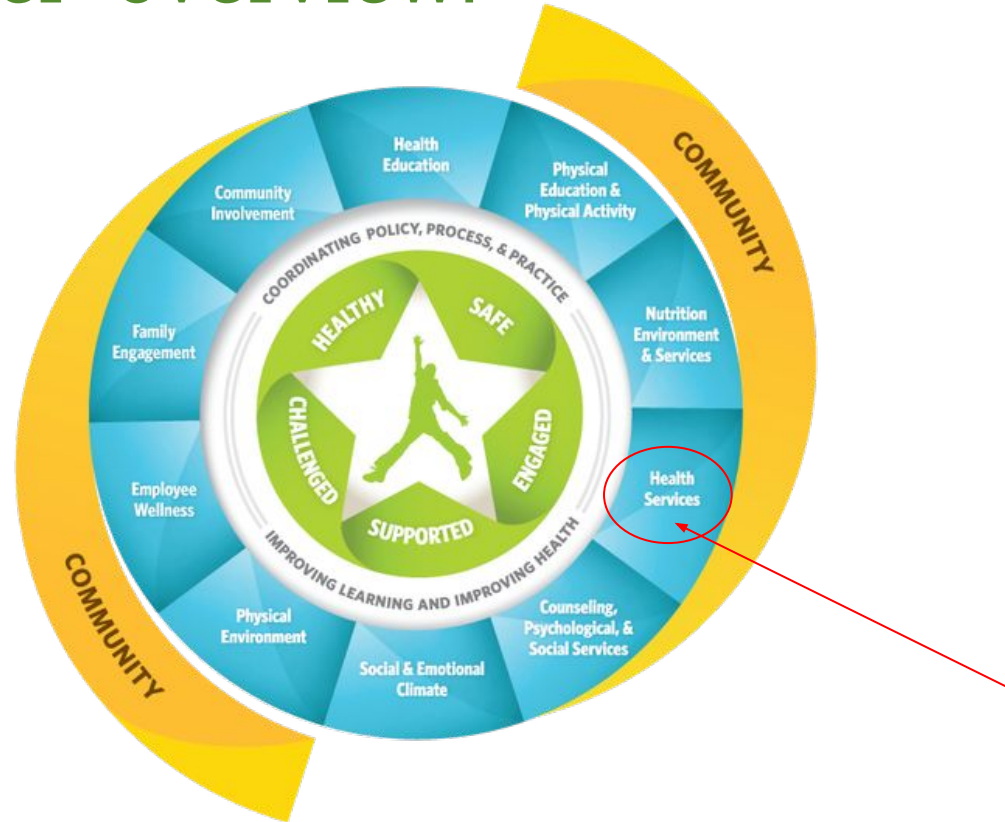 COMMUNITY
Health
Education
Physical
Education &
Physical Activity
Nutrition
Environment
& Services
Health
Services
Counseling,
Psychological, &
Social Services
Social & Emotional
Climate
Physical
Environment
Employee
Wellness
Family
Engagement
Community
Involvement
COORDINATING POLICY, PROCESS, & PRACTICE
IMPROVING LEARNING AND IMPROVING HEALTH
HEALTHY
SAFE
ENGAGED
SUPPORTED
CHALLENGED
COMMUNITY